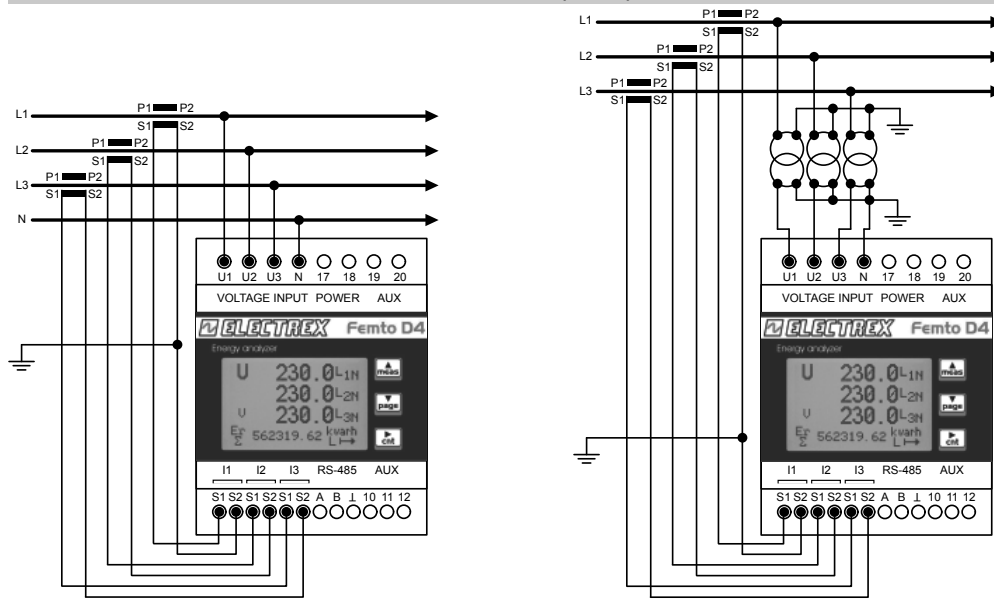 P1 P2
S1 S2
L1
P1 P2
S1 S2
L2
P1 P2
S1 S2
L3
N
U1 U2 U3 N 17 18 19 20
VOLTAGE INPUT POWER AUX
ELECTREX Femto D4
Energy analyzer
U 230.0 L1N
230.0 L2N
U 230.0 L3N
Er Σ 562319.62 kvarh L
meas
page
cnt
I1 I2 I3 RS-485 AUX
S1 S2 S1 S2 S1 S2 A B ⊥ 10 11 12
P1 P2
L1
S1 S2
P1 P2
L2
S1 S2
P1 P2
L3
S1 S2
U1 U2 U3 N 17 18 19 20
VOLTAGE INPUT POWER AUX
ELECTREX Femto D4
Energy analyzer
U 230.0 L1N
230.0 L2N
U 230.0 L3N
Er Σ 562319.62 kvarh L
meas
page
cnt
I1 I2 I3 RS-485 AUX
S1 S2 S1 S2 S1 S2 A B ⊥ 10 11 12